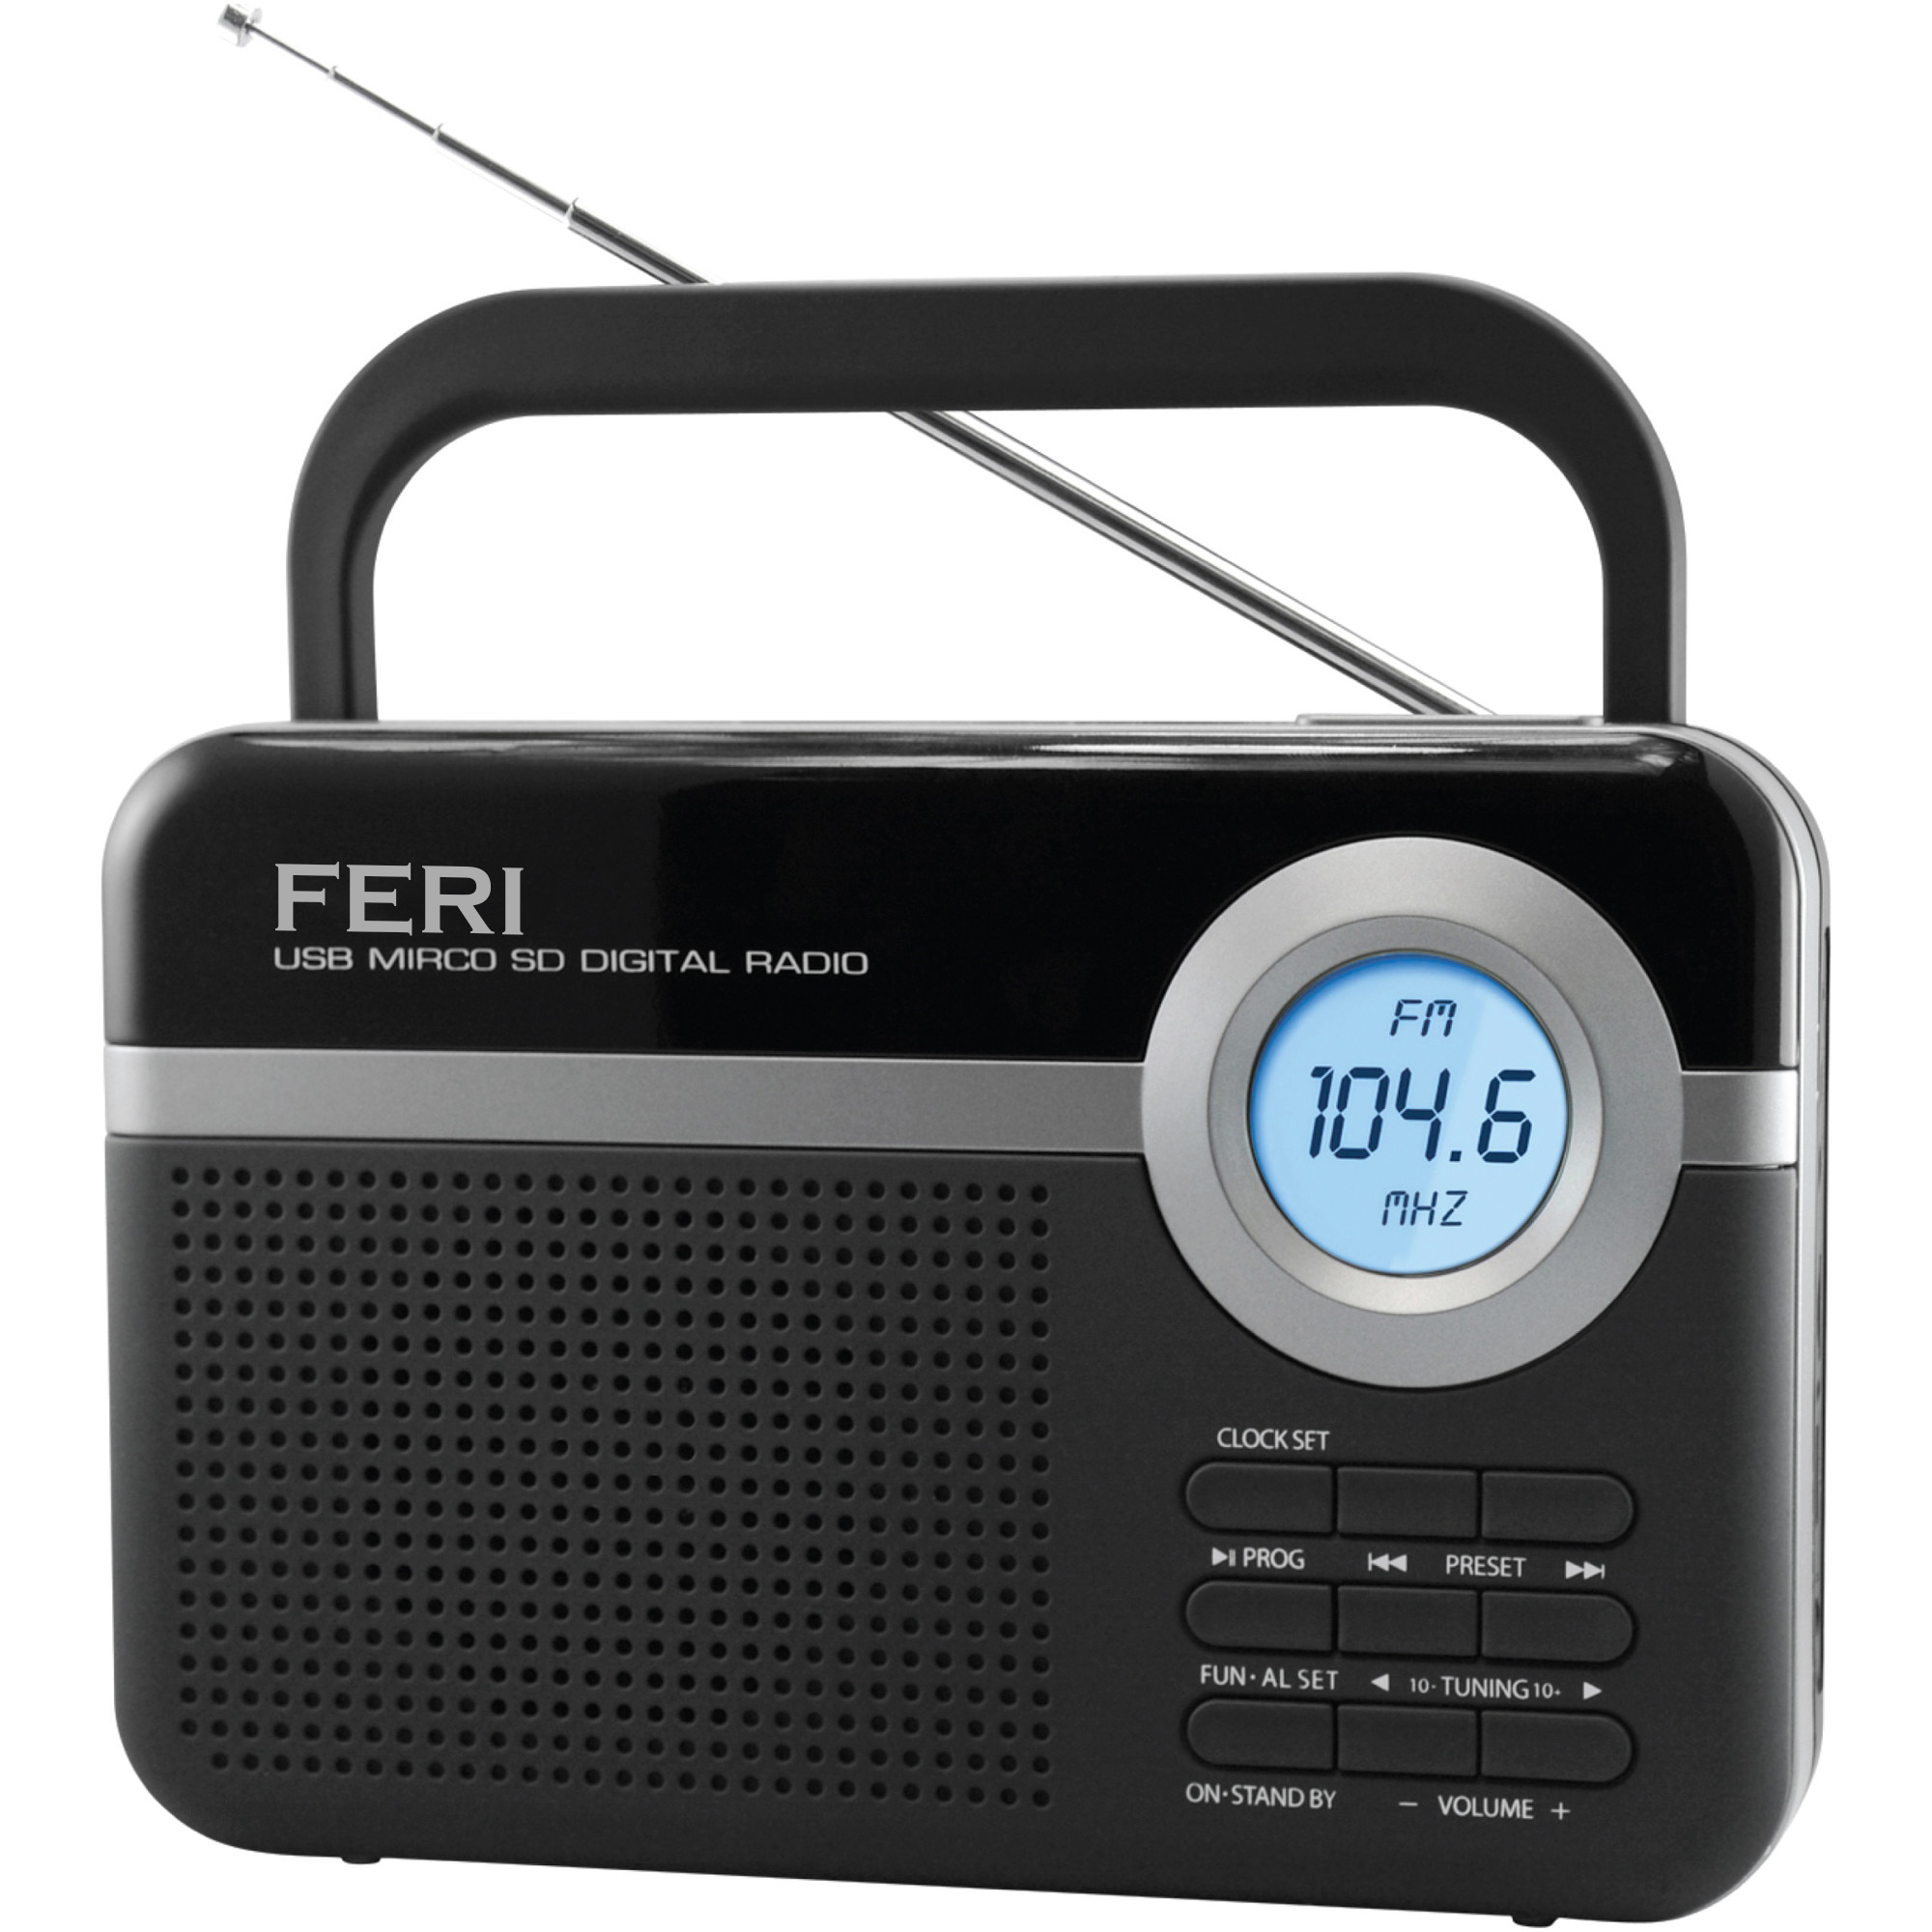 FERI
USB MIRCO SD DIGITAL RADIO
FM
104.6
MHZ
CLOCK SET
PROG PRESET
FUN • AL SET 10- TUNING 10+
ON • STAND BY – VOLUME +